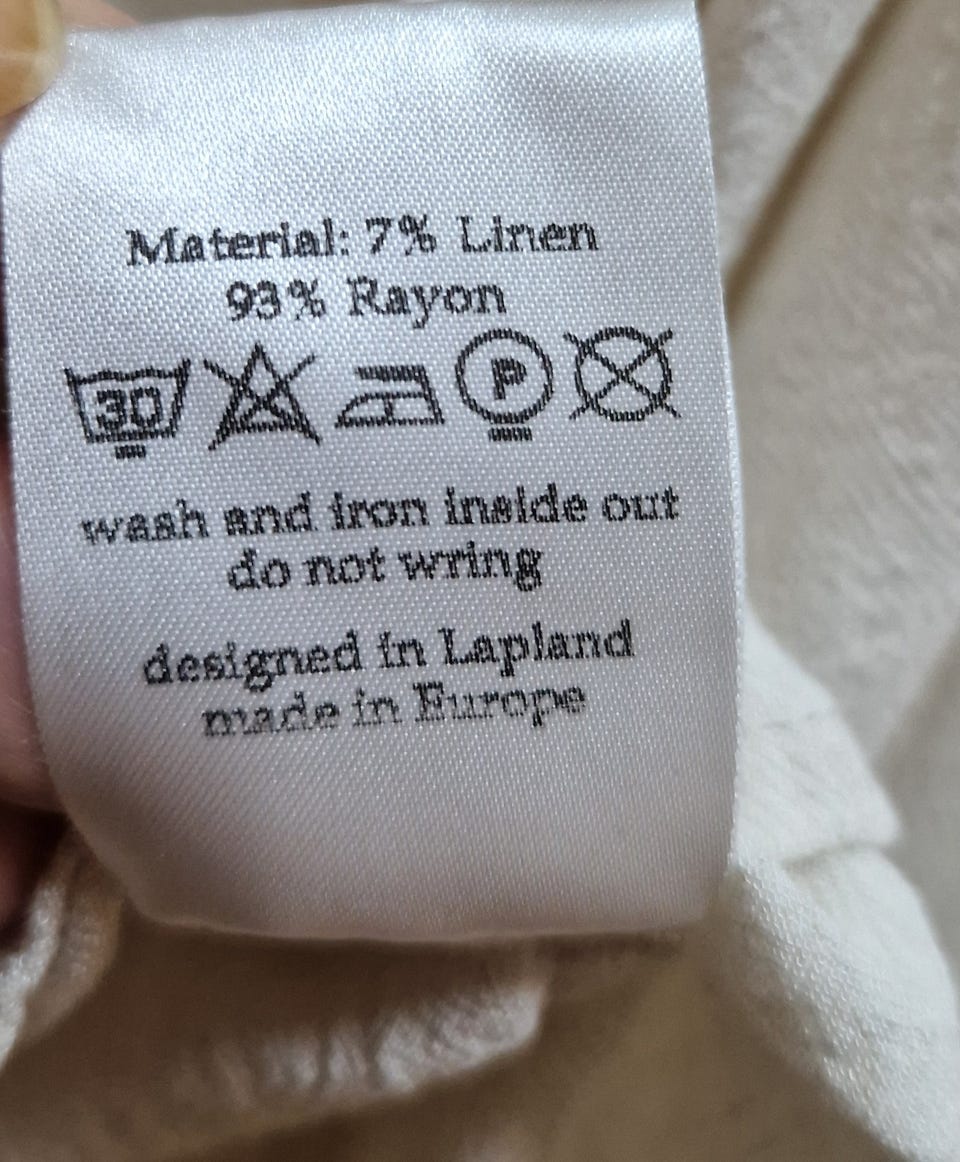 Material: 7% Linen
93% Rayon
30 P
wash and iron inside out
do not wring
designed in Lapland
made in Europe